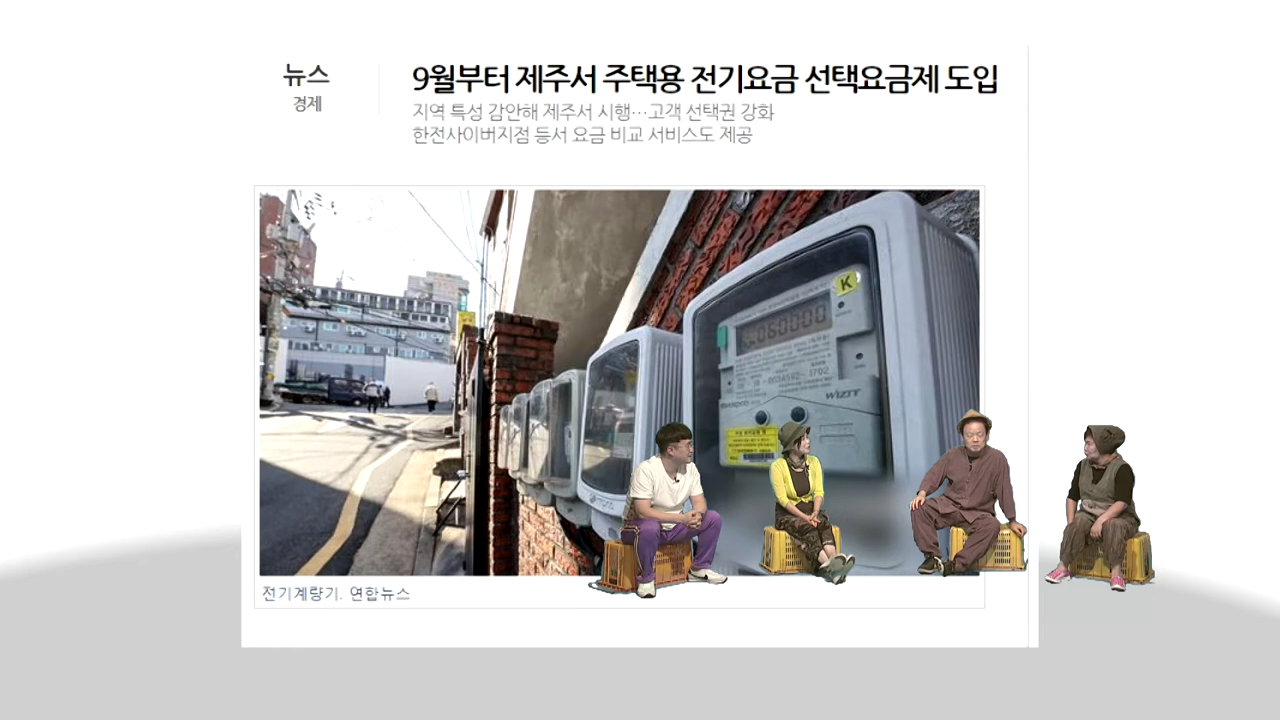 뉴스
경제
9월부터 제주서 주택용 전기요금 선택요금제 도입
지역 특성 감안해 제주서 시행…고객 선택권 강화
한전사이버지점 등서 요금 비교 서비스도 제공
K
WIZIT
전기계량기. 연합뉴스